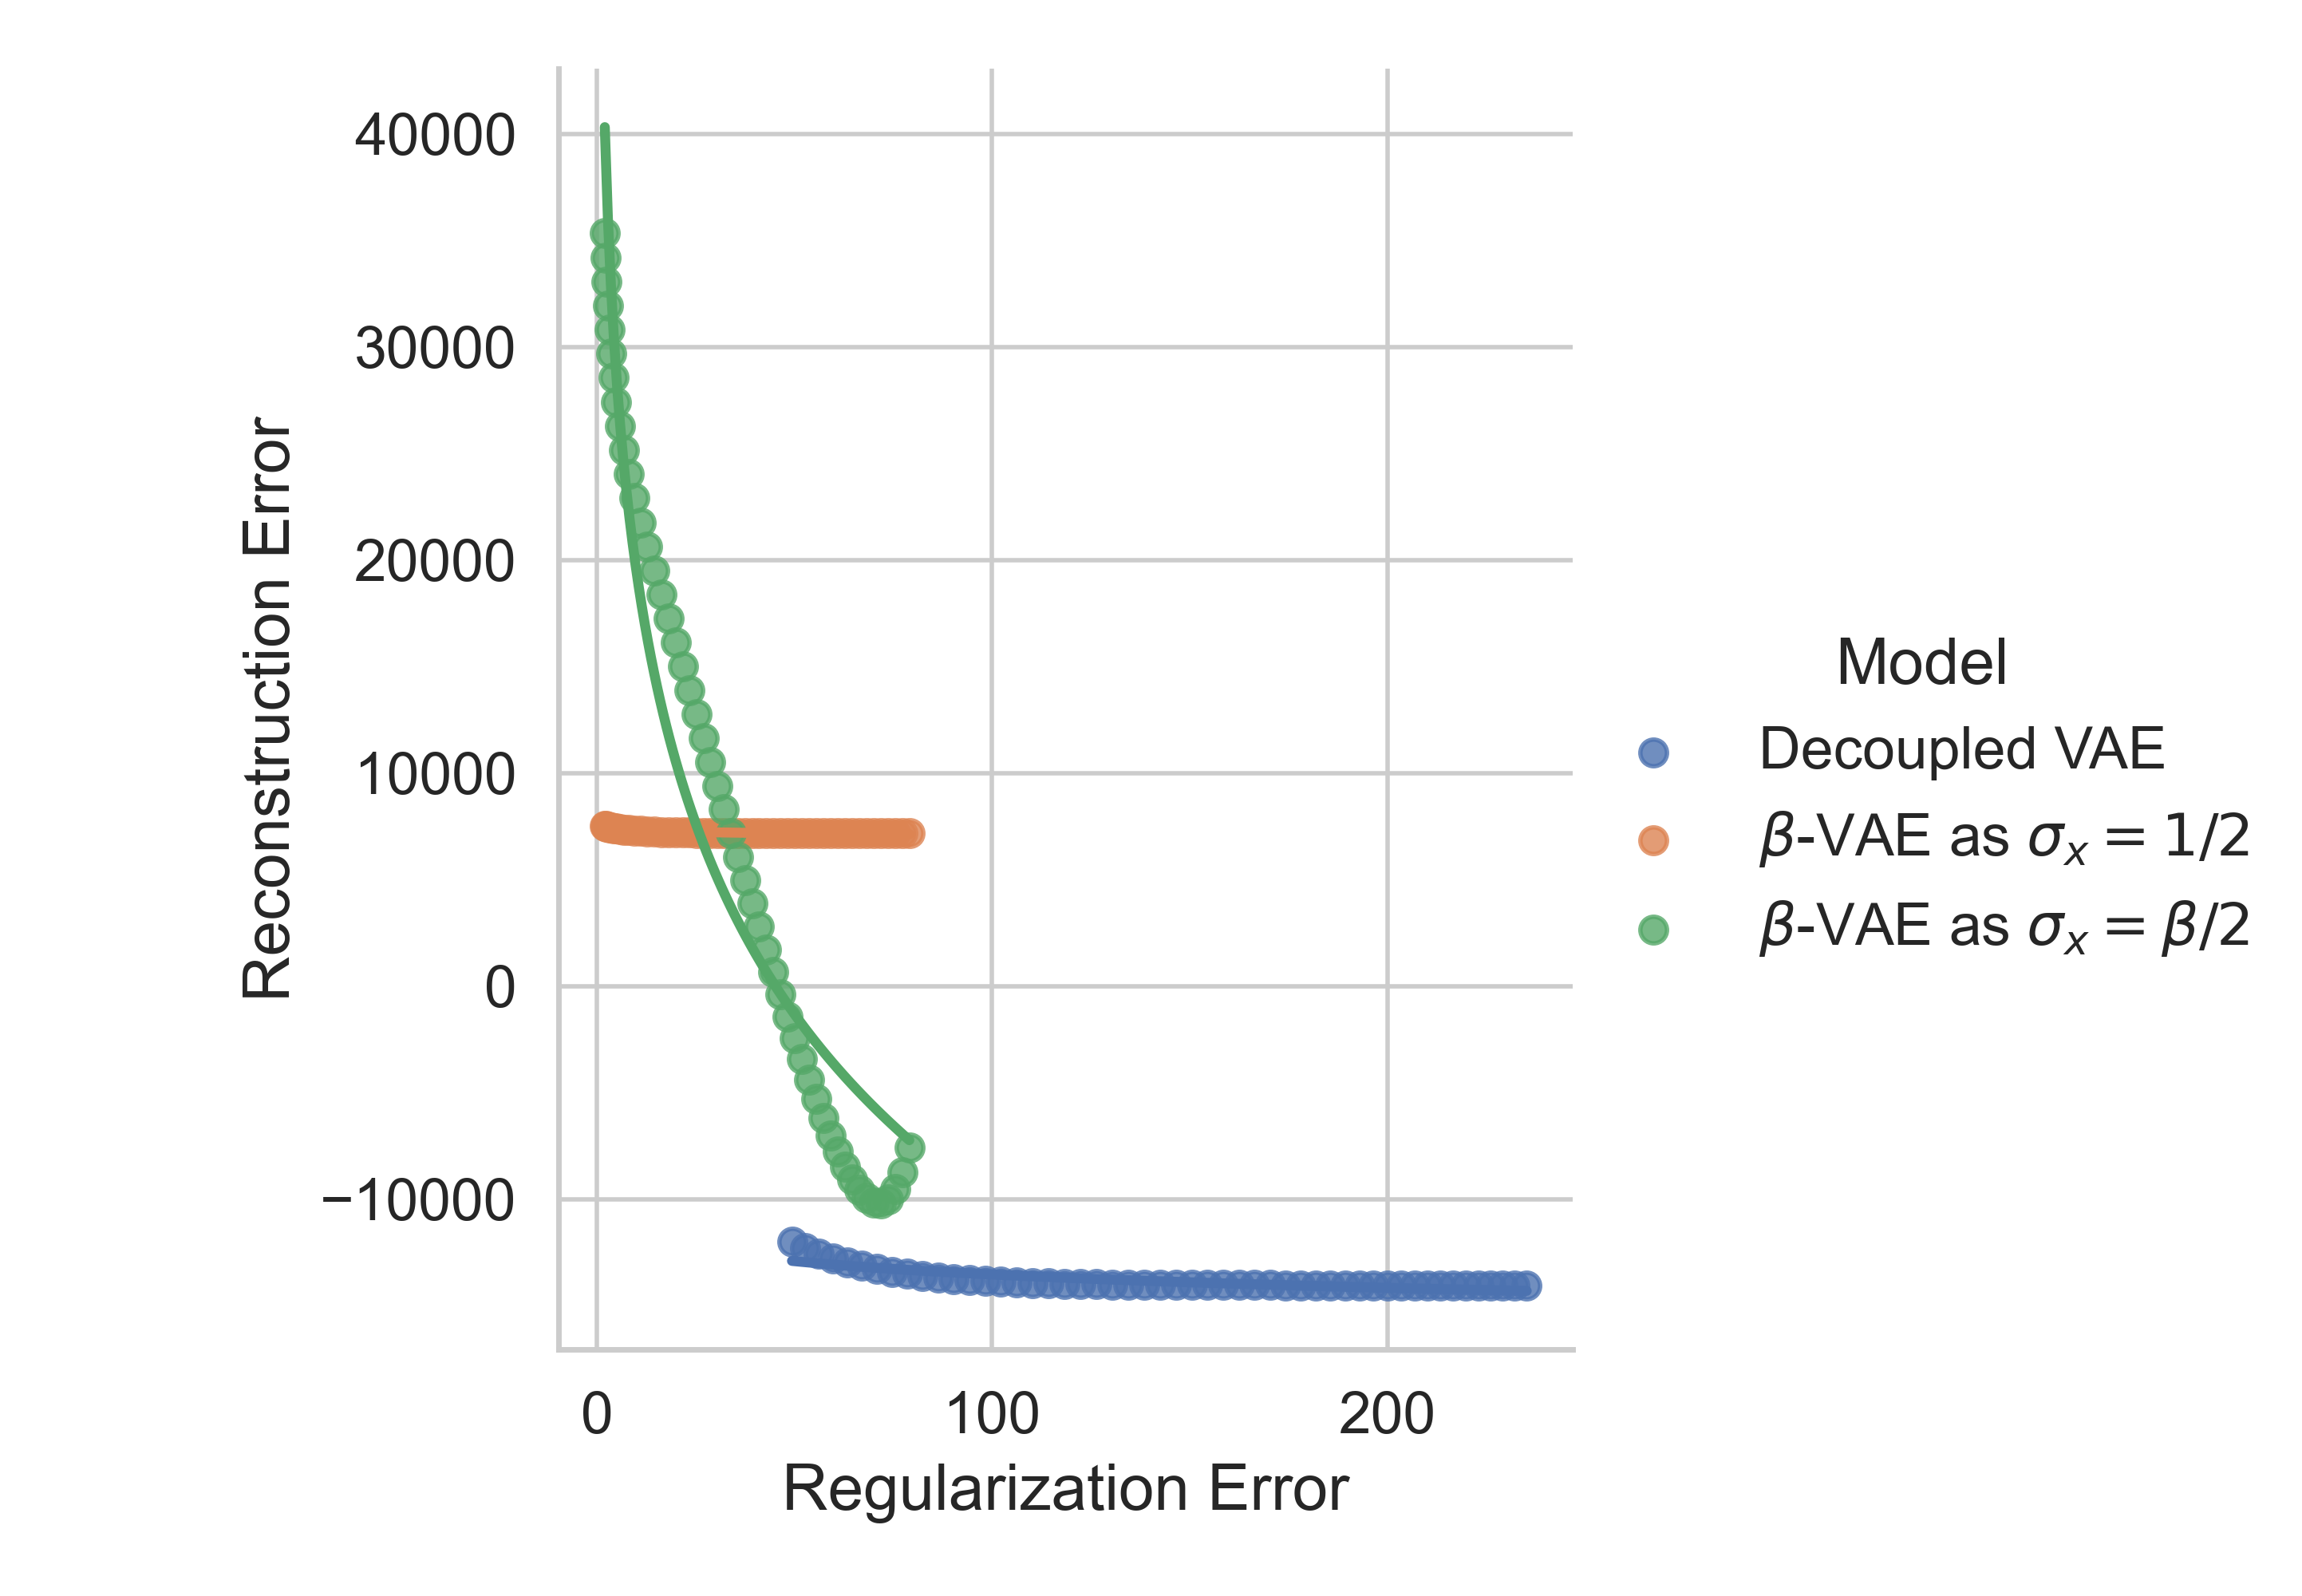 40000
30000
20000
10000
0
−10000
Reconstruction Error
0 100 200
Regularization Error
Model
Decoupled VAE
β-VAE as σₓ = 1/2
β-VAE as σₓ = β/2